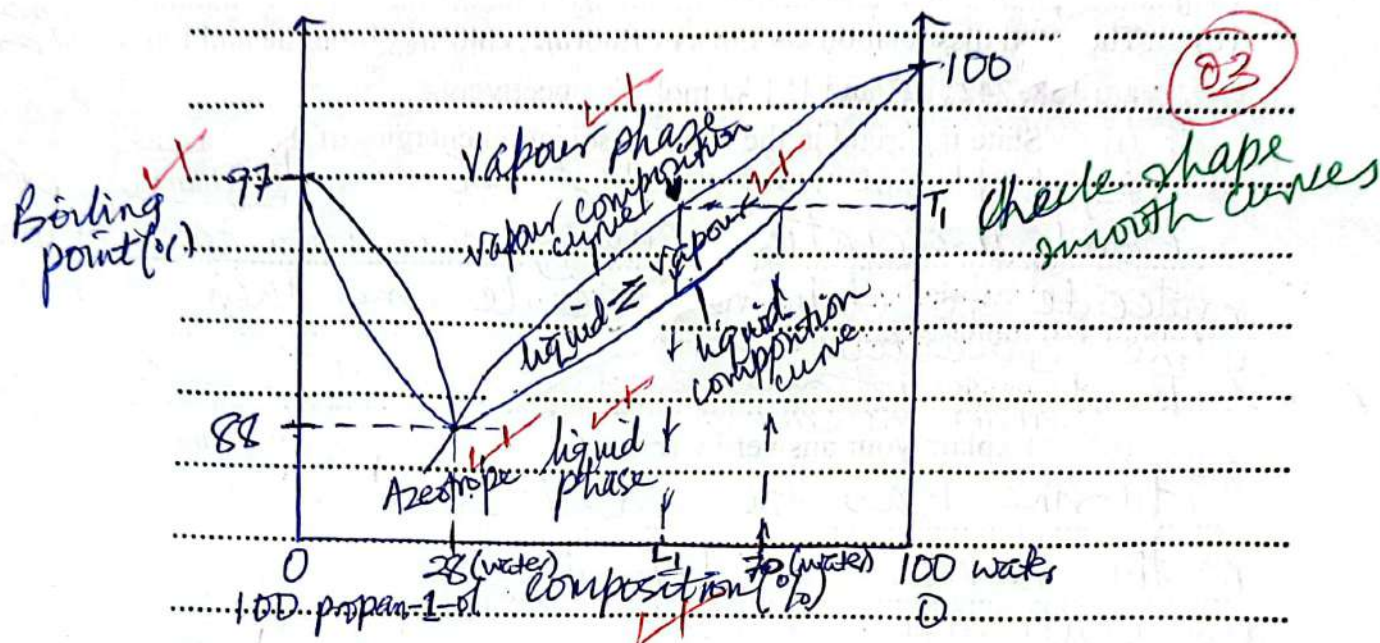 100
03
Vapour phase
97
Boiling
point (°C)
vapour composition
curve
liquid ⇌ vapour
T₁
Check shape
smooth curves
liquid
composition
curve
88
Azeotrope
liquid
phase
0
28 (water)
L₁
70 (water)
100 water
100 propan-1-ol
composition (%)
0